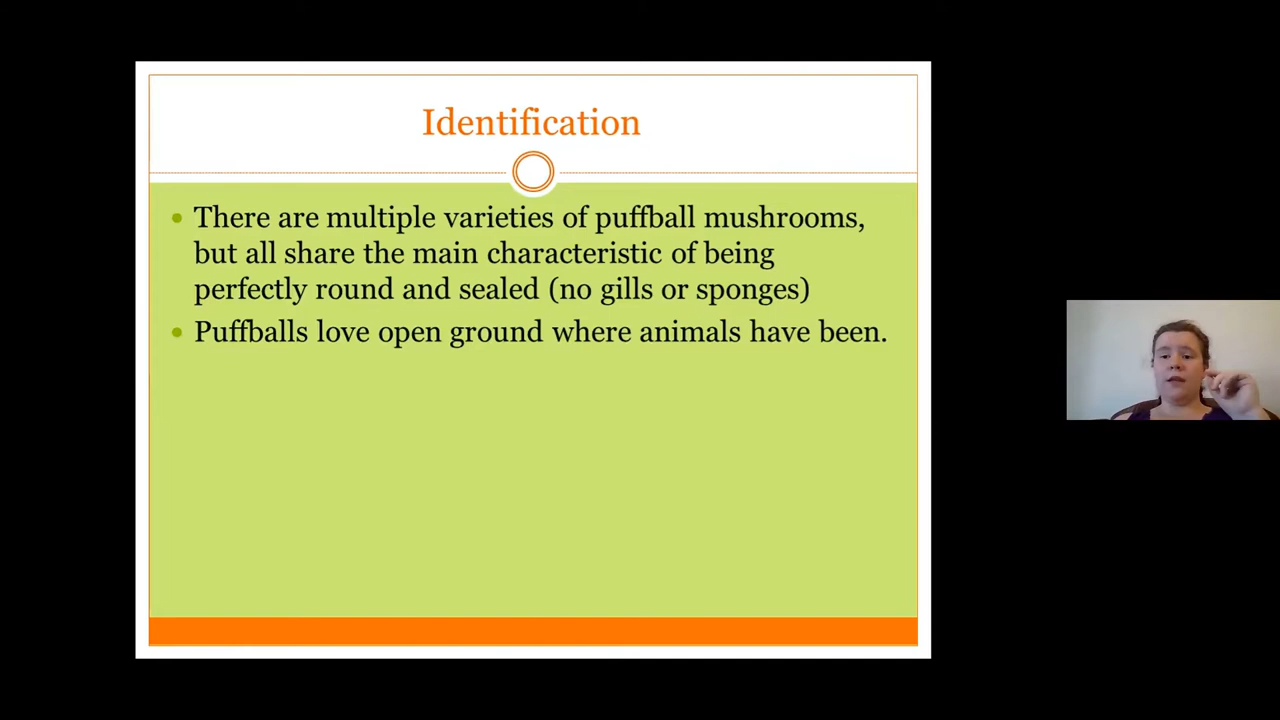 Identification
There are multiple varieties of puffball mushrooms,
but all share the main characteristic of being
perfectly round and sealed (no gills or sponges)
Puffballs love open ground where animals have been.